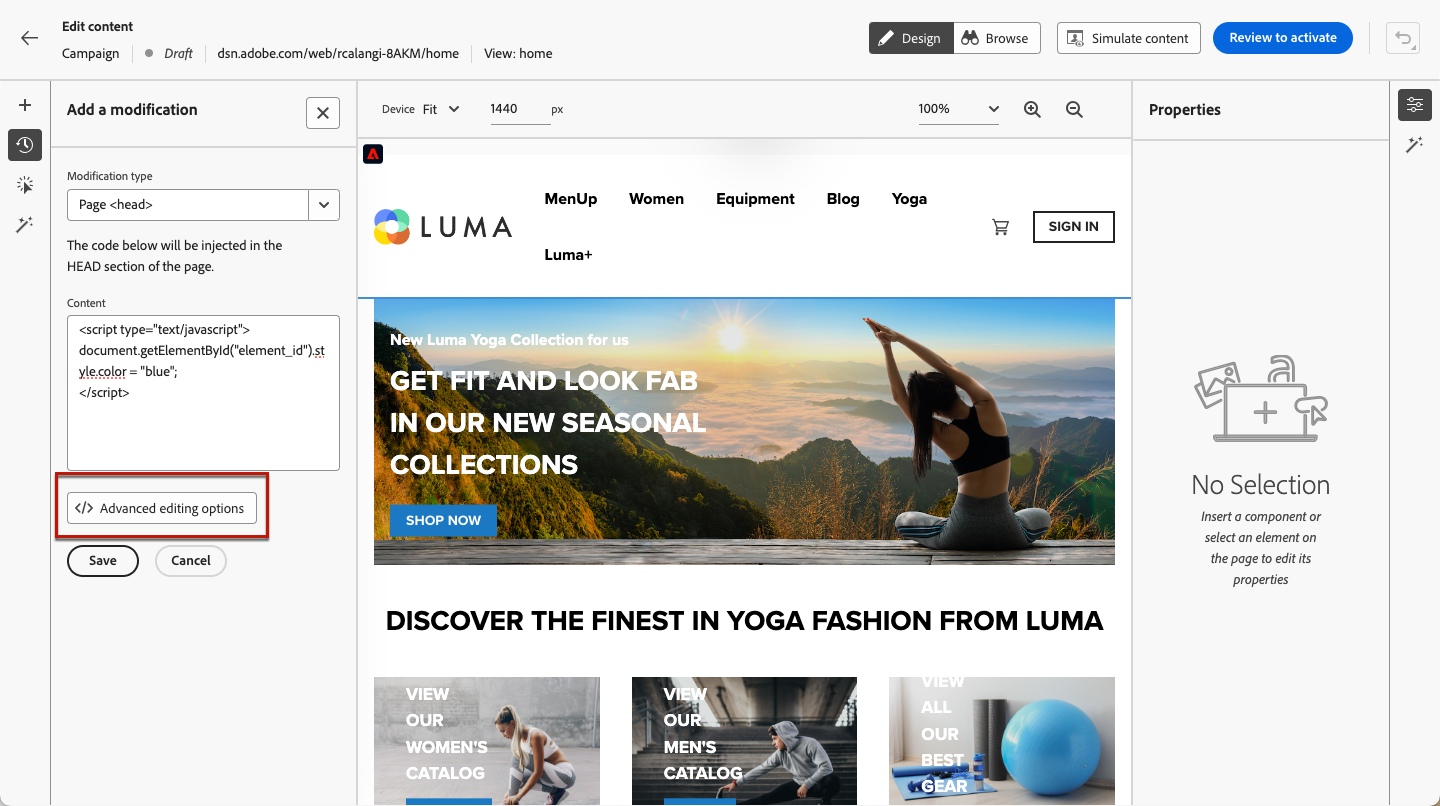 Edit content
Campaign
Draft
dsn.adobe.com/web/rcalangi-8AKM/home
View: home
Design
Browse
Simulate content
Review to activate
Add a modification
Modification type
Page <head>
The code below will be injected in the
HEAD section of the page.
Content
<script type="text/javascript">
document.getElementById("element_id").st
yle.color = "blue";
</script>
Advanced editing options
Save
Cancel
Device
Fit
1440
px
100%
LUMA
MenUp
Women
Equipment
Blog
Yoga
Luma+
SIGN IN
New Luma Yoga Collection for us
GET FIT AND LOOK FAB
IN OUR NEW SEASONAL
COLLECTIONS
SHOP NOW
DISCOVER THE FINEST IN YOGA FASHION FROM LUMA
VIEW
OUR
WOMEN'S
CATALOG
VIEW
OUR
MEN'S
CATALOG
VIEW
ALL
OUR
BEST
GEAR
Properties
No Selection
Insert a component or
select an element on
the page to edit its
properties